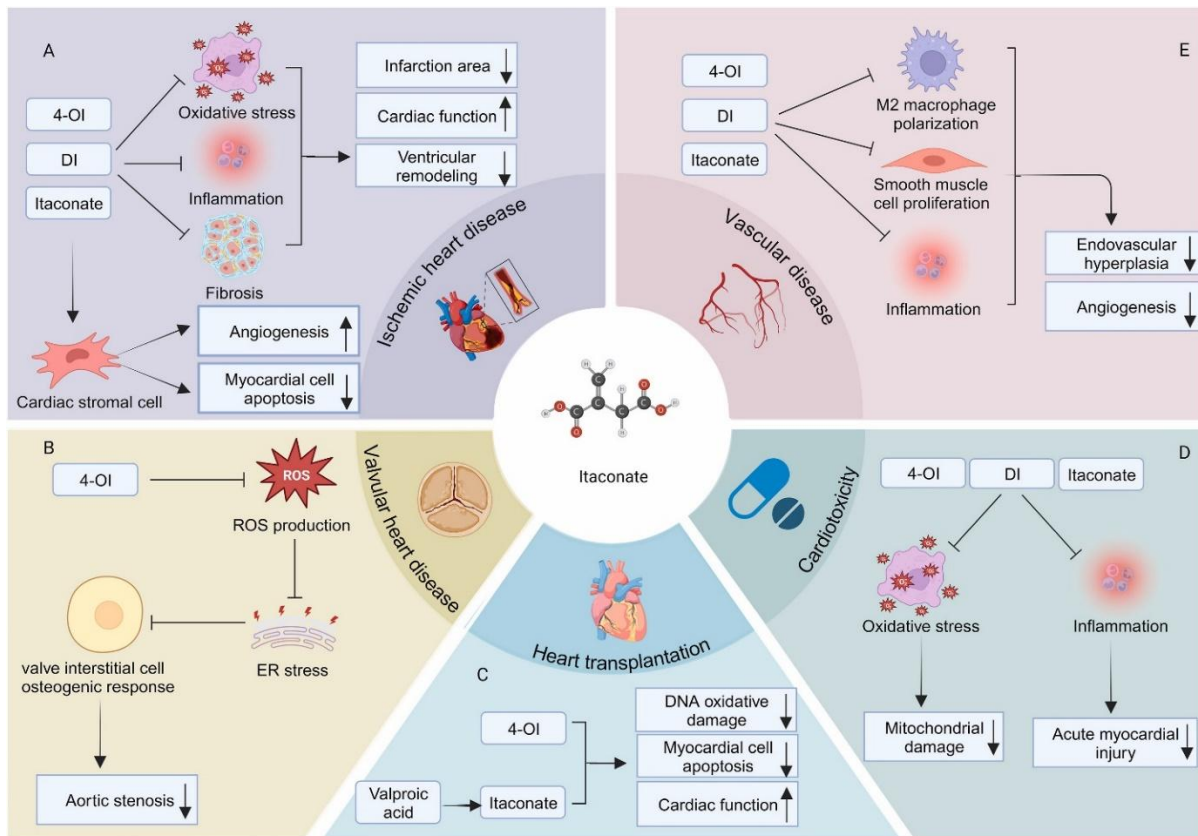 A
4-OI
DI
Itaconate
Oxidative stress
Inflammation
Fibrosis
Infarction area
Cardiac function
Ventricular
remodeling
Cardiac stromal cell
Angiogenesis
Myocardial cell
apoptosis
Ischemic heart disease
E
4-OI
DI
Itaconate
M2 macrophage
polarization
Smooth muscle
cell proliferation
Inflammation
Endovascular
hyperplasia
Angiogenesis
Vascular disease
H
H
C
C
C
C
O
O
O
O
H
H
H
H
Itaconate
B
4-OI
ROS
ROS production
ER stress
valve interstitial cell
osteogenic response
Aortic stenosis
Valvular heart disease
Heart transplantation
C
4-OI
Valproic
acid
Itaconate
DNA oxidative
damage
Myocardial cell
apoptosis
Cardiac function
Cardiotoxicity
D
4-OI
DI
Itaconate
Oxidative stress
Inflammation
Mitochondrial
damage
Acute myocardial
injury